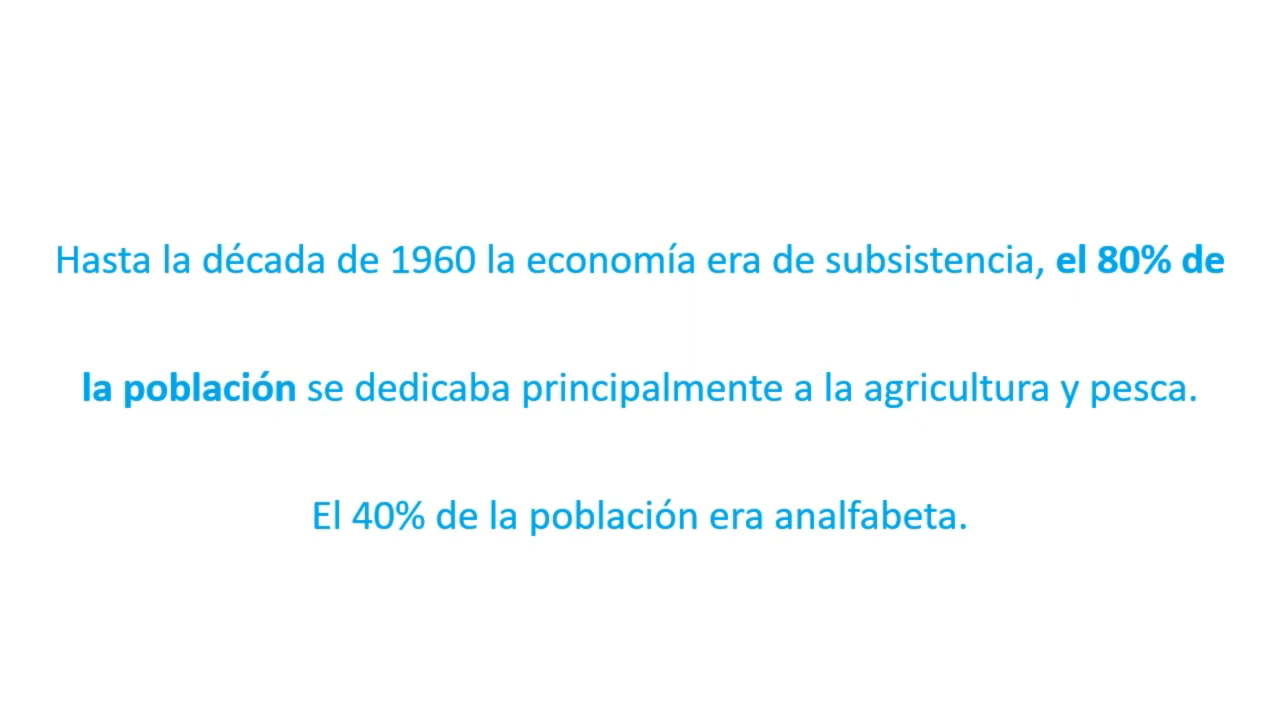 Hasta la década de 1960 la economía era de subsistencia, el 80% de
la población se dedicaba principalmente a la agricultura y pesca.
El 40% de la población era analfabeta.